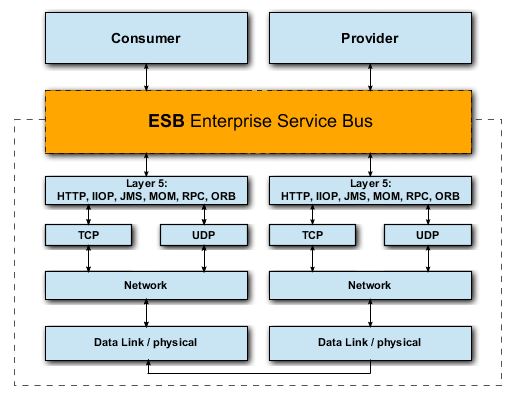 Consumer
Provider
ESB Enterprise Service Bus
Layer 5:
HTTP, IIOP, JMS, MOM, RPC, ORB
Layer 5:
HTTP, IIOP, JMS, MOM, RPC, ORB
TCP
UDP
TCP
UDP
Network
Network
Data Link / physical
Data Link / physical